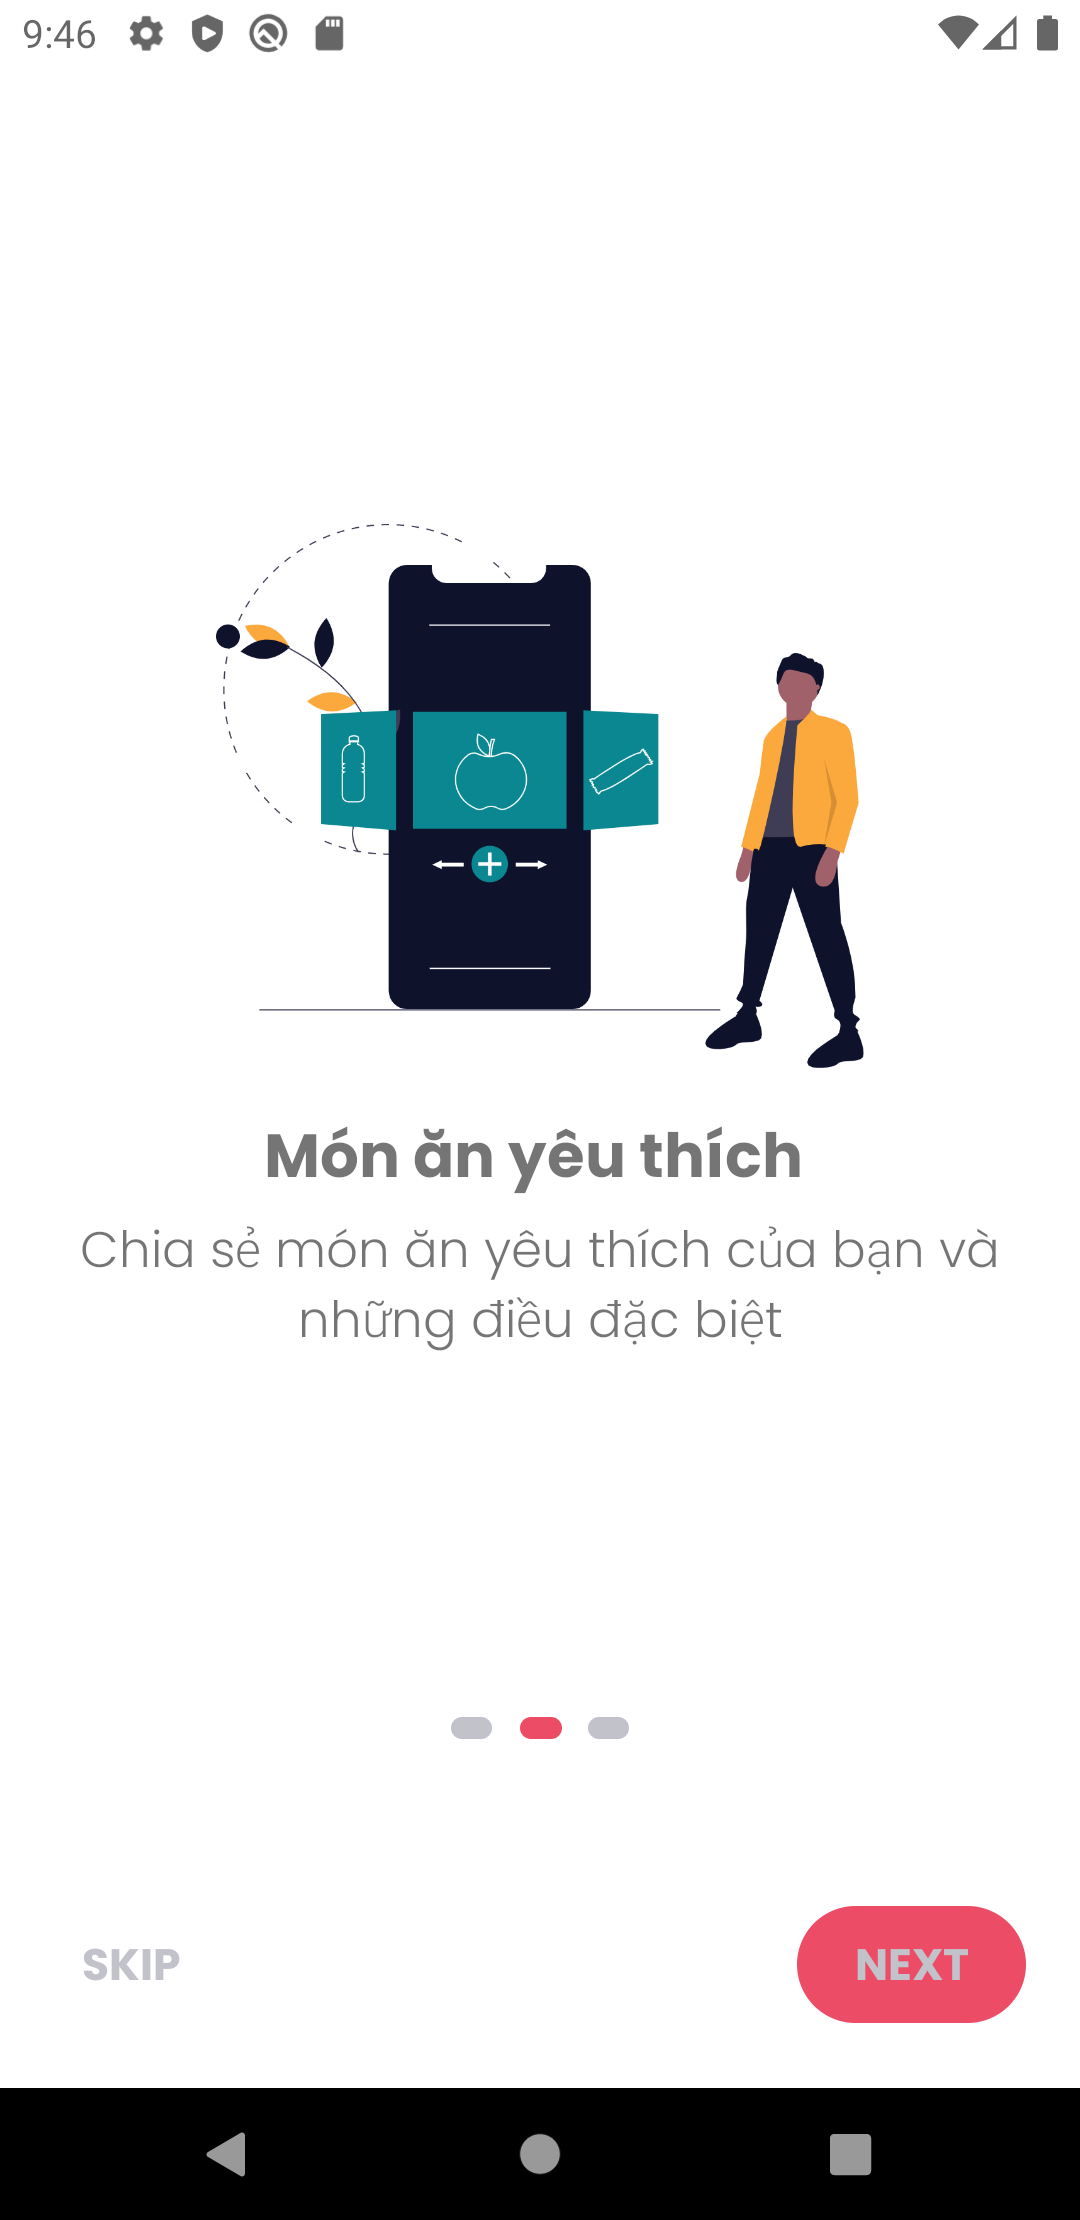 9:46
Món ăn yêu thích
Chia sẻ món ăn yêu thích của bạn và
những điều đặc biệt
SKIP
NEXT